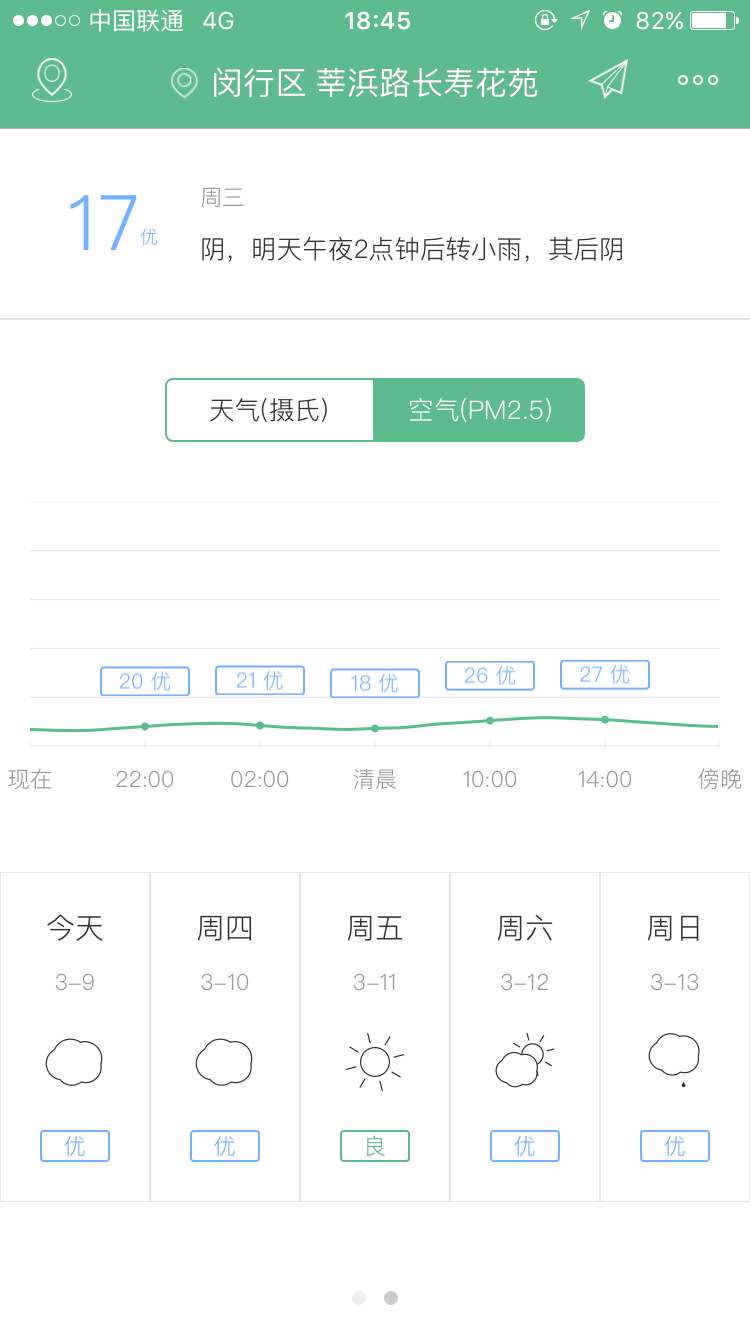 中国联通 4G 18:45 82%
闵行区 莘浜路长寿花苑
17 优
周三
阴，明天午夜2点钟后转小雨，其后阴
天气(摄氏) 空气(PM2.5)
20 优 21 优 18 优 26 优 27 优
现在 22:00 02:00 清晨 10:00 14:00 傍晚
今天 周四 周五 周六 周日
3-9 3-10 3-11 3-12 3-13
优 优 良 优 优